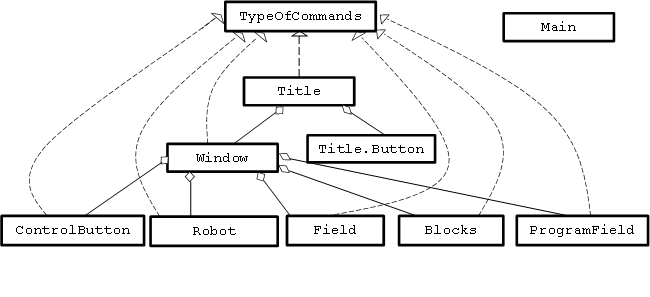 TypeOfCommands
Main
Title
Title.Button
Window
ControlButton
Robot
Field
Blocks
ProgramField